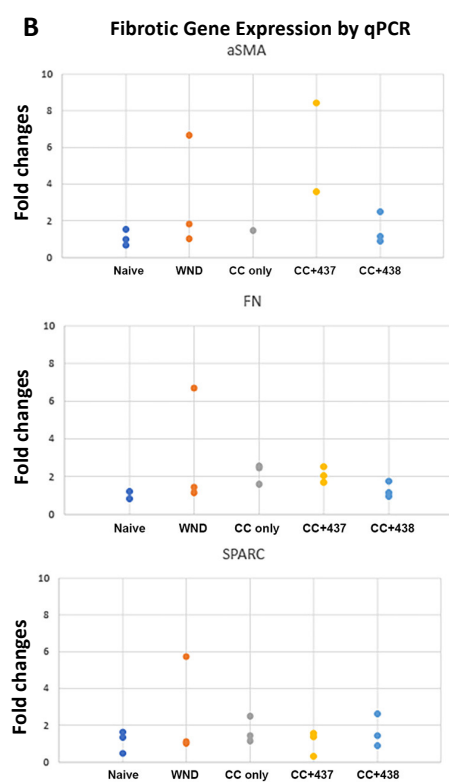 B Fibrotic Gene Expression by qPCR
aSMA
Fold changes
10
8
6
4
2
0
Naive WND CC only CC+437 CC+438
FN
Fold changes
10
8
6
4
2
0
Naive WND CC only CC+437 CC+438
SPARC
Fold changes
10
8
6
4
2
0
Naive WND CC only CC+437 CC+438